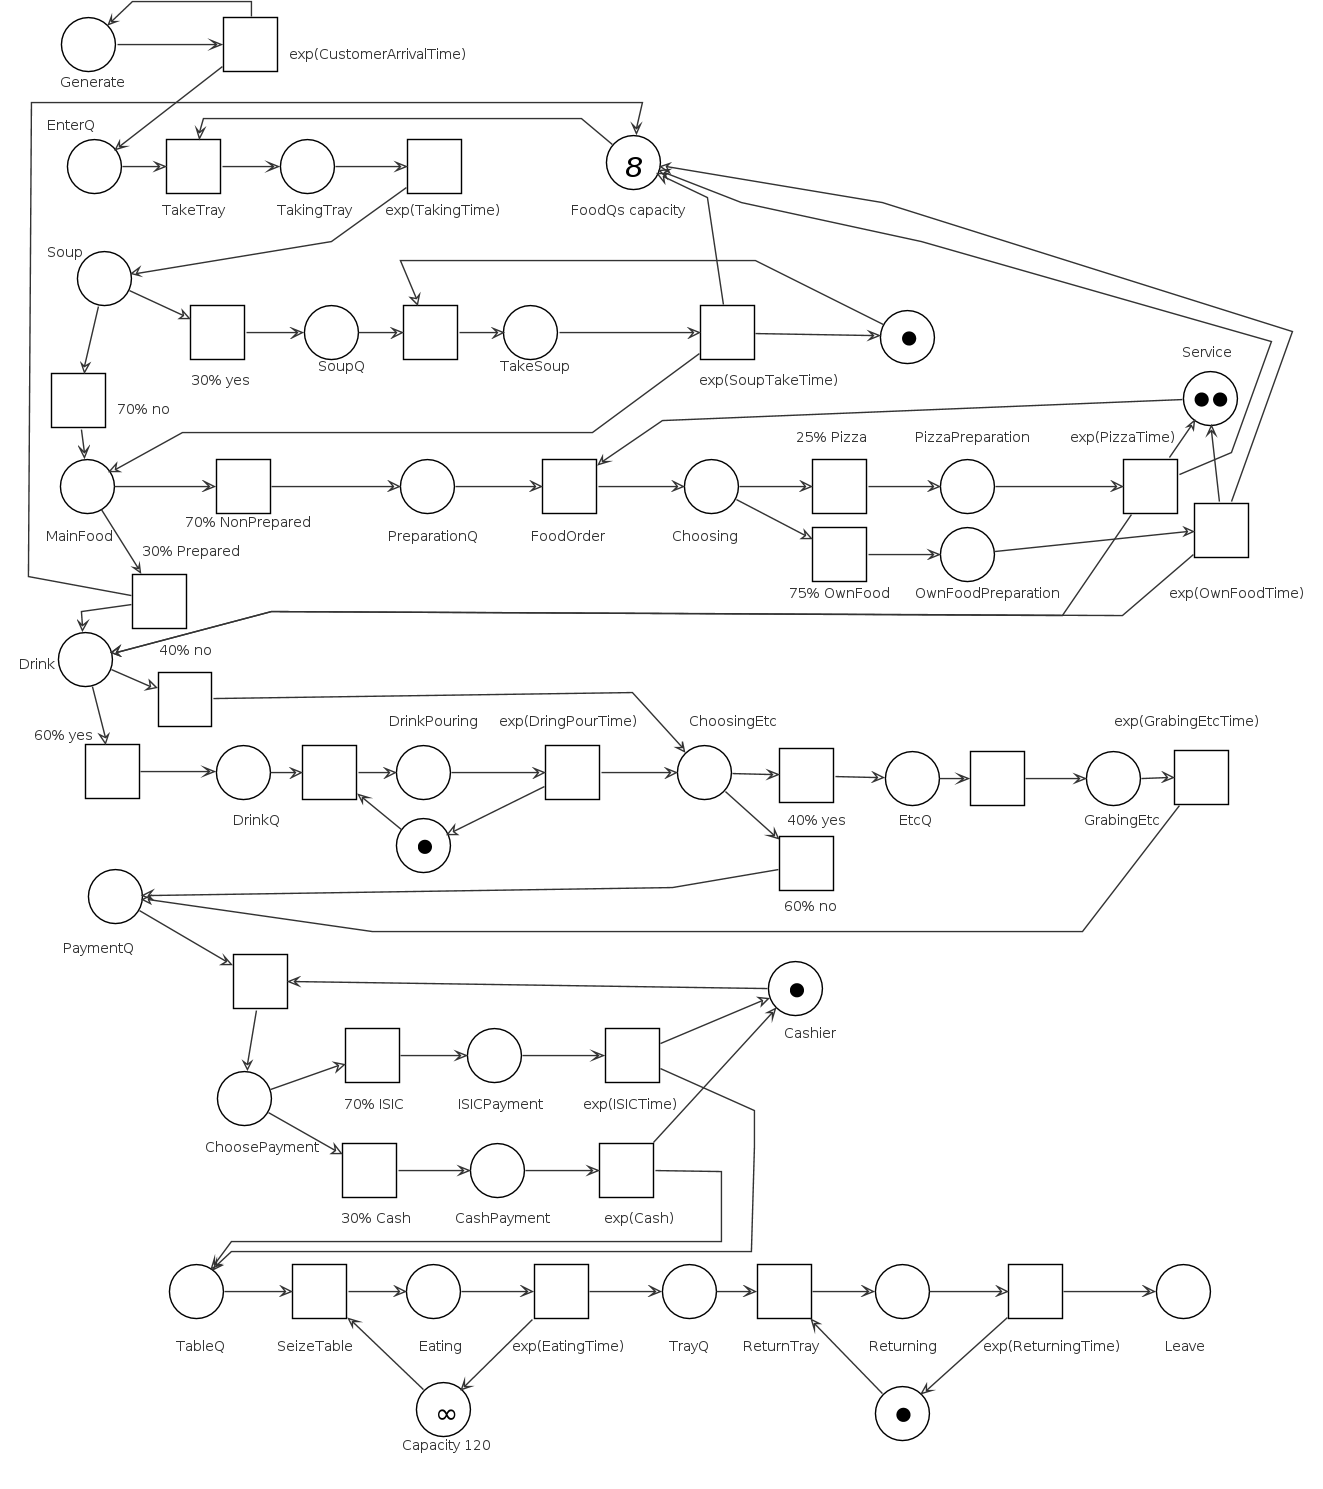 Generate
exp(CustomerArrivalTime)
EnterQ
TakeTray
TakingTray
exp(TakingTime)
8
FoodQs capacity
Soup
30% yes
SoupQ
TakeSoup
exp(SoupTakeTime)
Service
70% no
25% Pizza
PizzaPreparation
exp(PizzaTime)
MainFood
70% NonPrepared
PreparationQ
FoodOrder
Choosing
30% Prepared
75% OwnFood
OwnFoodPreparation
exp(OwnFoodTime)
Drink
40% no
60% yes
DrinkPouring
exp(DringPourTime)
ChoosingEtc
exp(GrabingEtcTime)
DrinkQ
40% yes
EtcQ
GrabingEtc
60% no
PaymentQ
Cashier
70% ISIC
ISICPayment
exp(ISICTime)
ChoosePayment
30% Cash
CashPayment
exp(Cash)
TableQ
SeizeTable
Eating
exp(EatingTime)
TrayQ
ReturnTray
Returning
exp(ReturningTime)
Leave
∞
Capacity 120